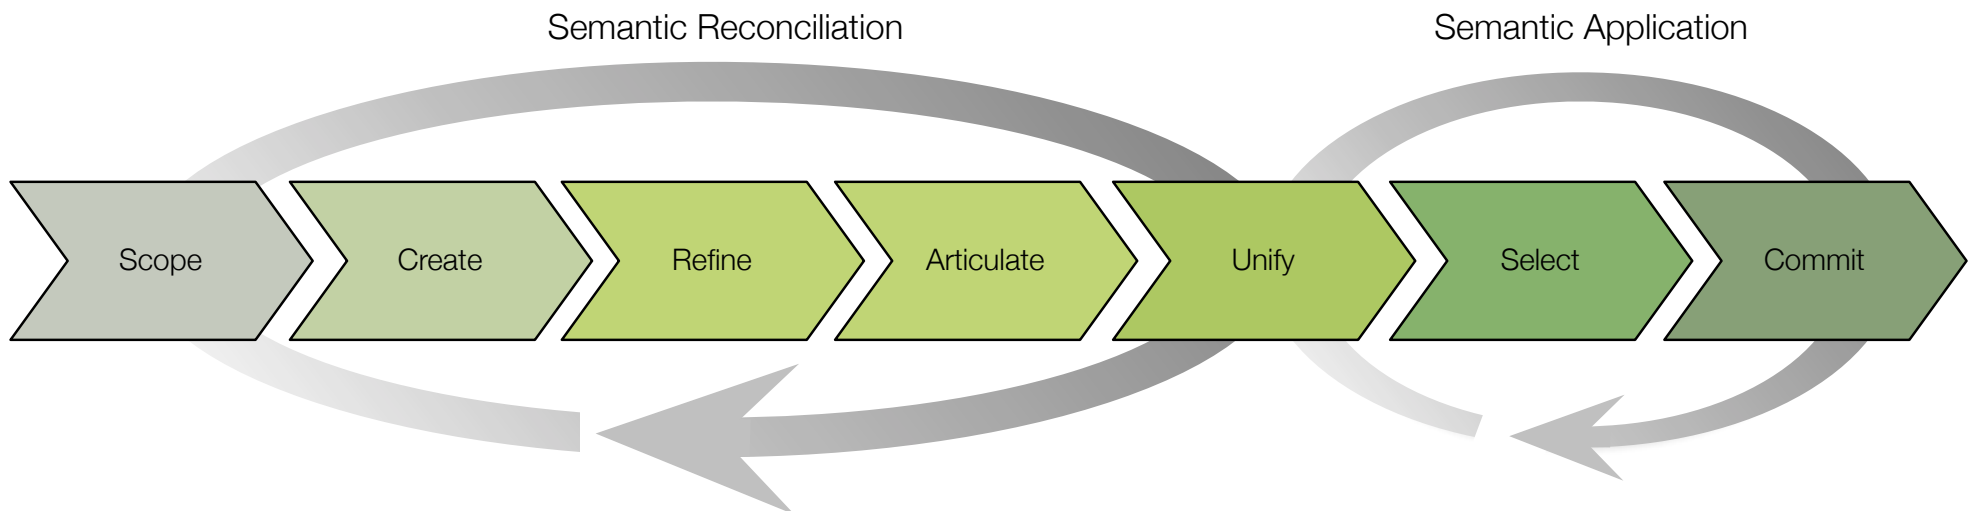 Semantic Reconciliation
Semantic Application
Scope
Create
Refine
Articulate
Unify
Select
Commit